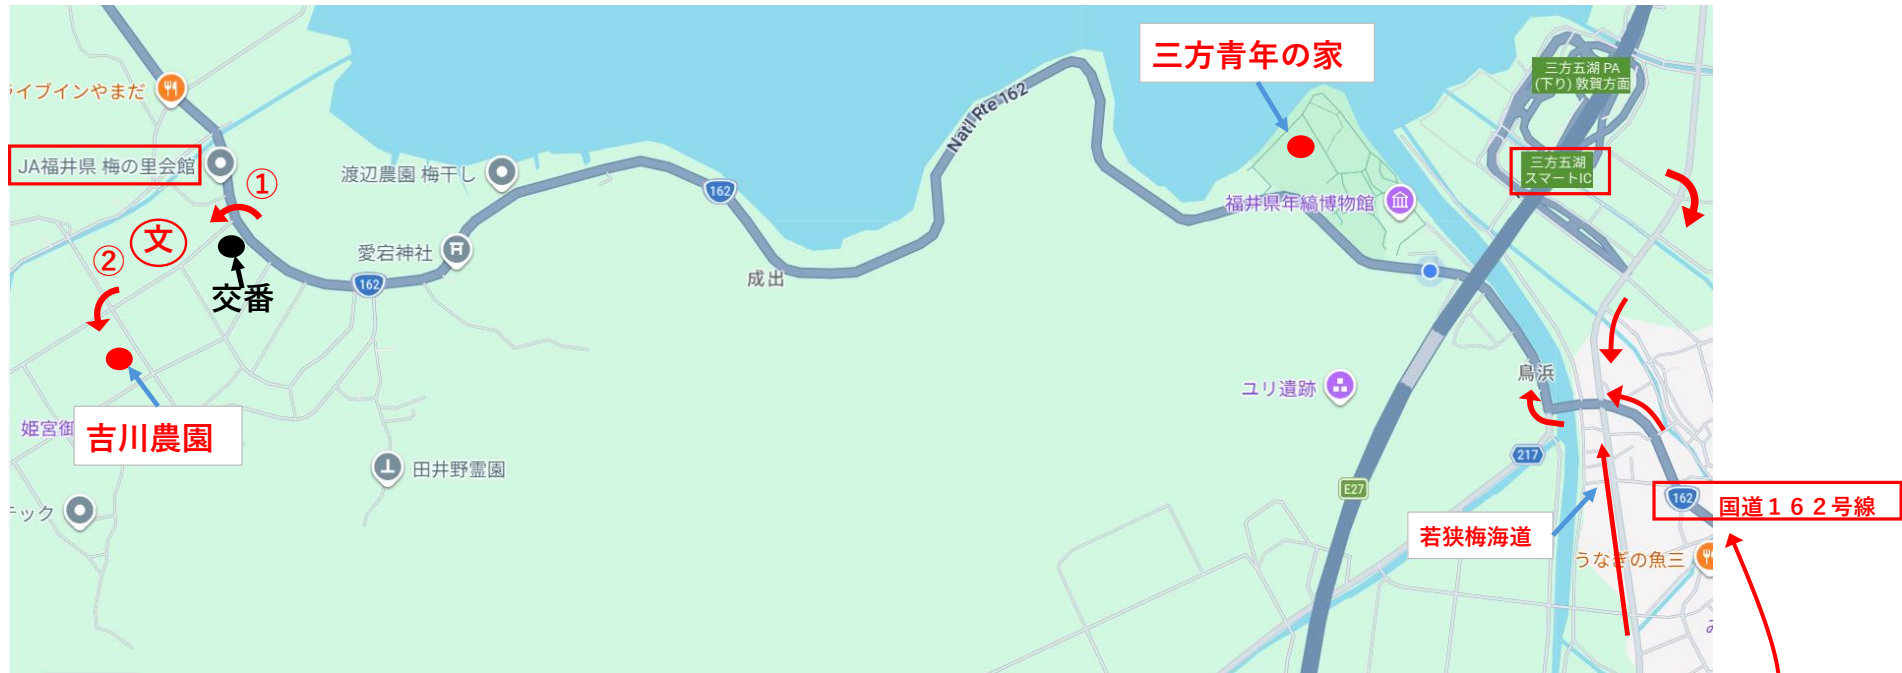 三方青年の家
三方五湖 PA
(下り) 敦賀方面
イブインやまだ
Nat'l Rte 162
JA福井県 梅の里会館
渡辺農園 梅干し
三方五湖
スマートIC
①
162
福井県年縞博物館
文
②
愛宕神社
成出
162
交番
鳥浜
ユリ遺跡
姫宮御
吉川農園
田井野霊園
217
E27
162
国道162号線
テック
若狭梅海道
うなぎの魚三